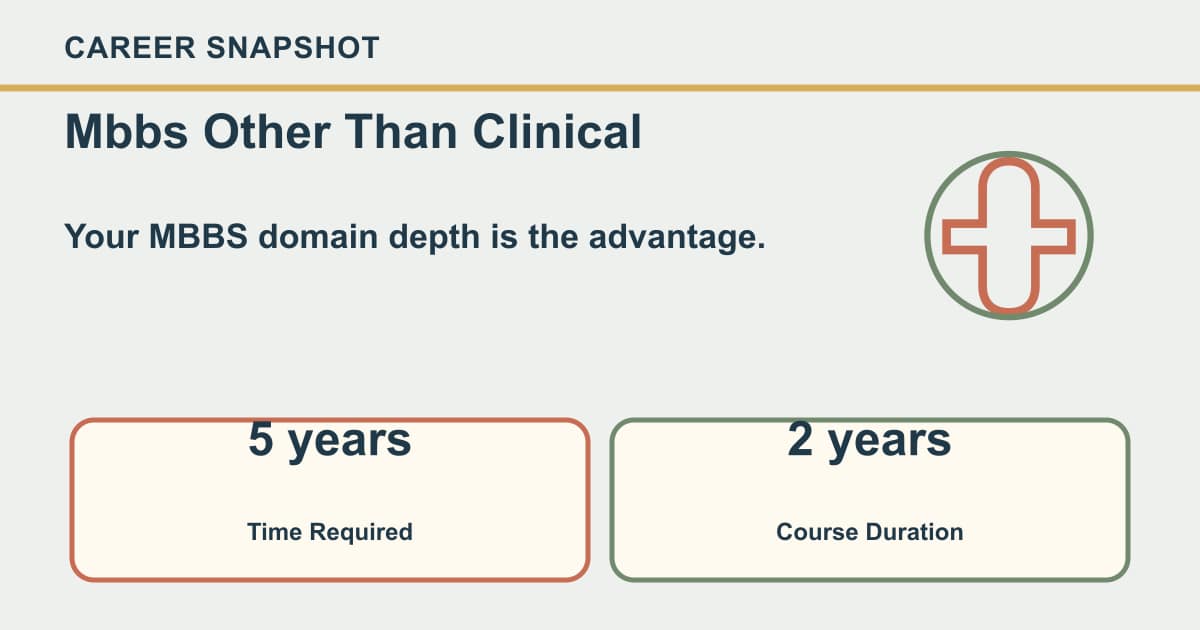 CAREER SNAPSHOT
Mbbs Other Than Clinical
Your MBBS domain depth is the advantage.
5 years
Time Required
2 years
Course Duration